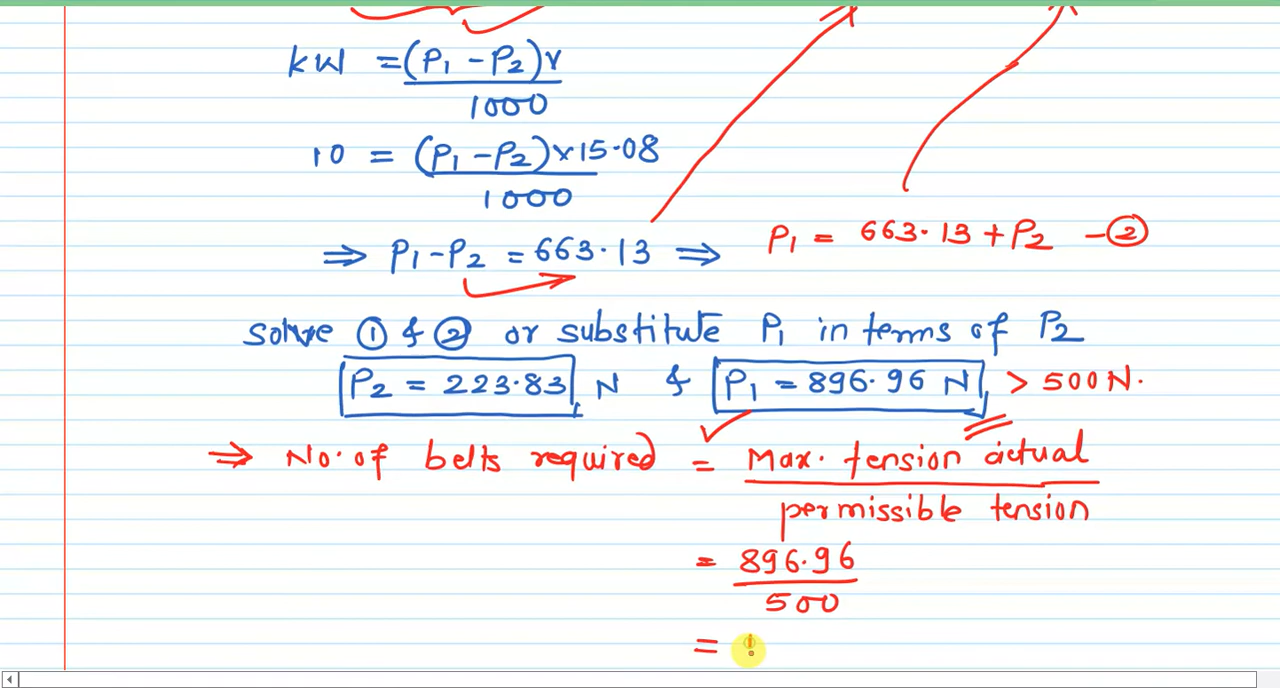 kW = (P1 - P2)v
1000
10 = (P1 - P2)×15.08
1000
⇒ P1-P2 = 663.13 ⇒ P1 = 663.13 + P2 -②
Solve ① & ② or substitute P1 in terms of P2
P2 = 223.83 N & P1 = 896.96 N > 500N.
⇒ No. of belts required = Max. tension actual
permissible tension
= 896.96
500
=